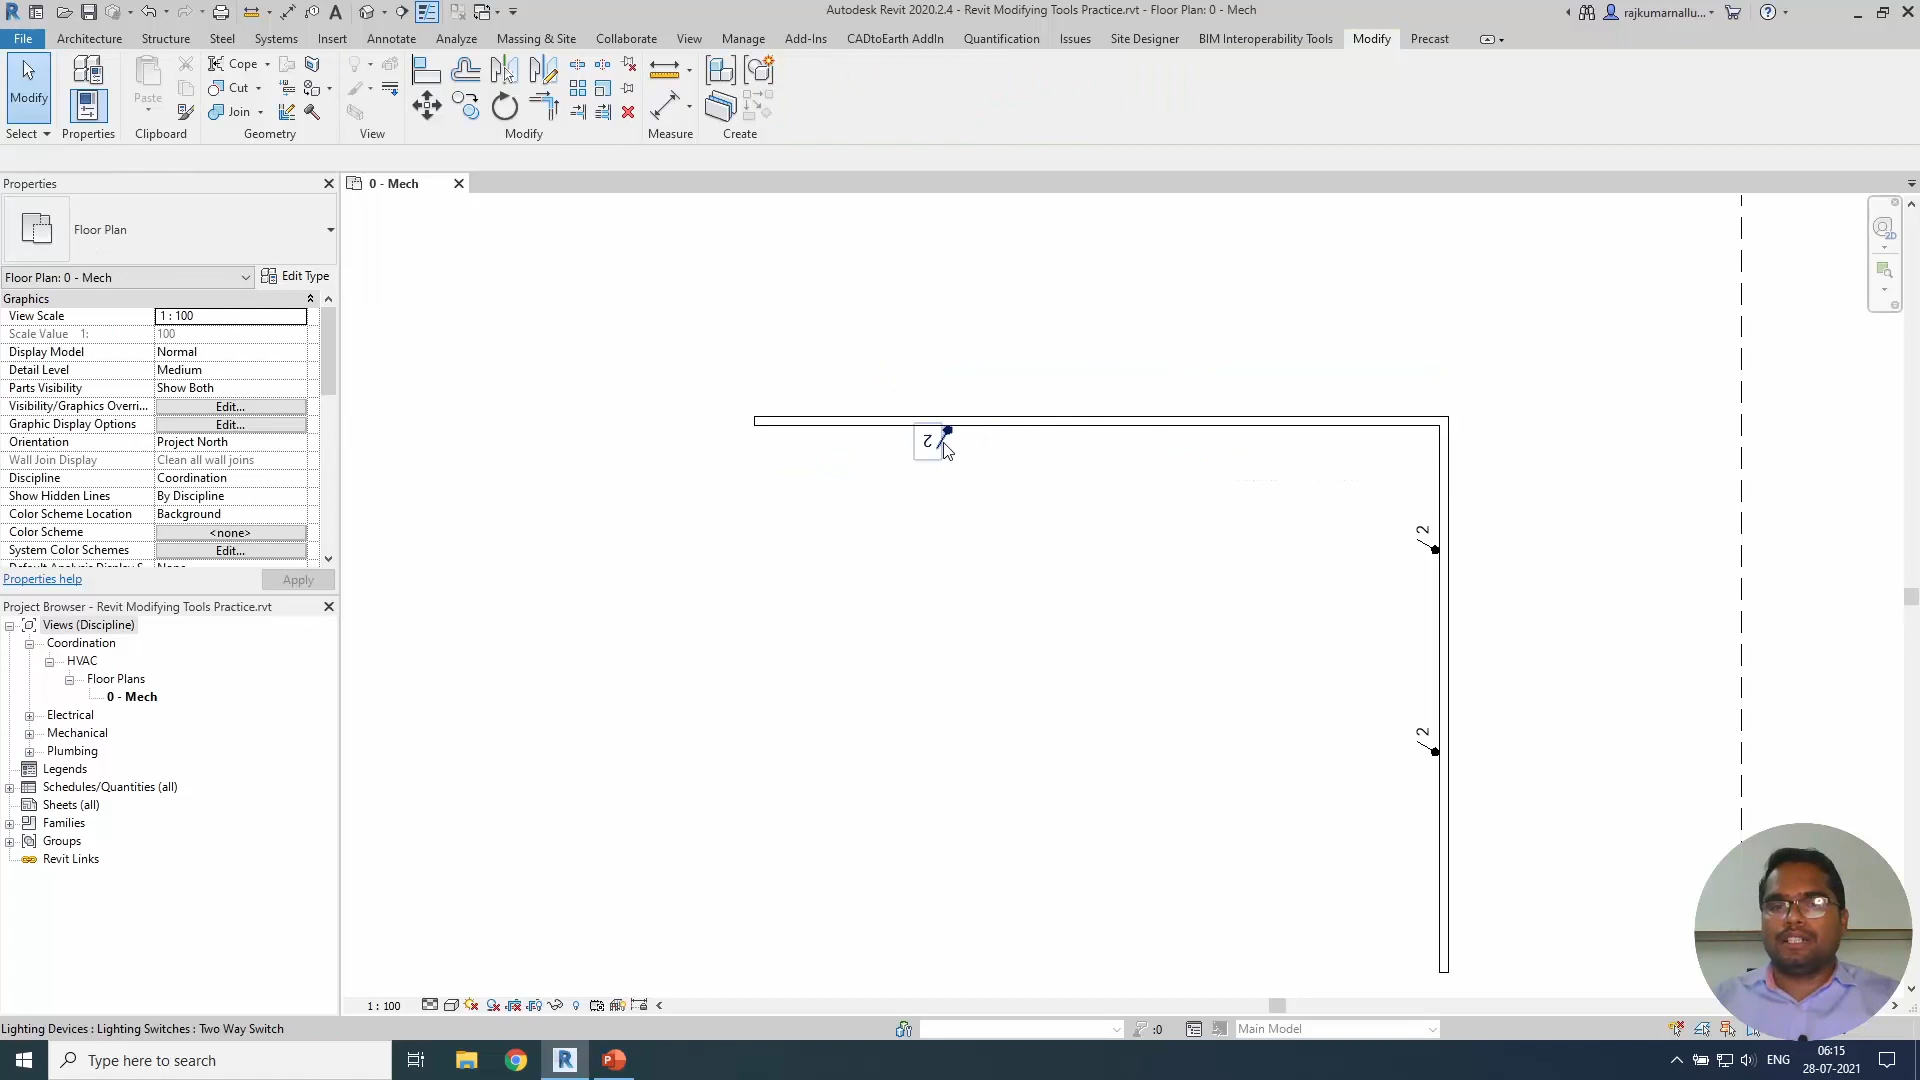 Autodesk Revit 2020.2.4 - Revit Modifying Tools Practice.rvt - Floor Plan: 0 - Mech
rajkumarnallu...
File Architecture Structure Steel Systems Insert Annotate Analyze Massing & Site Collaborate View Manage Add-Ins CADtoEarth AddIn Quantification Issues Site Designer BIM Interoperability Tools Modify Precast
Modify
Paste
Cope
Cut
Join
Select Properties Clipboard Geometry View Modify Measure Create
Properties
0 - Mech
Floor Plan
Floor Plan: 0 - Mech Edit Type
Graphics
View Scale 1 : 100
Scale Value 1: 100
Display Model Normal
Detail Level Medium
Parts Visibility Show Both
Visibility/Graphics Overri... Edit...
Graphic Display Options Edit...
Orientation Project North
Wall Join Display Clean all wall joins
Discipline Coordination
Show Hidden Lines By Discipline
Color Scheme Location Background
Color Scheme <none>
System Color Schemes Edit...
Properties help Apply
Project Browser - Revit Modifying Tools Practice.rvt
Views (Discipline)
Coordination
HVAC
Floor Plans
0 - Mech
Electrical
Mechanical
Plumbing
Legends
Schedules/Quantities (all)
Sheets (all)
Families
Groups
Revit Links
2
2
2
2D
1 : 100
Lighting Devices : Lighting Switches : Two Way Switch
:0
Main Model
Type here to search
ENG
06:15
28-07-2021